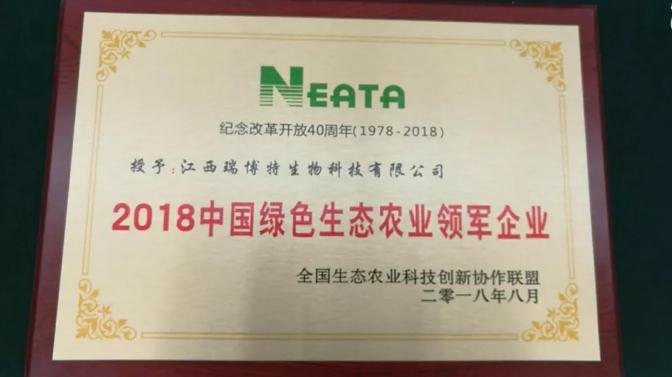 NEATA
纪念改革开放40周年(1978-2018)
授予:江西瑞博特生物科技有限公司
2018中国绿色生态农业领军企业
全国生态农业科技创新协作联盟
二零一八年八月